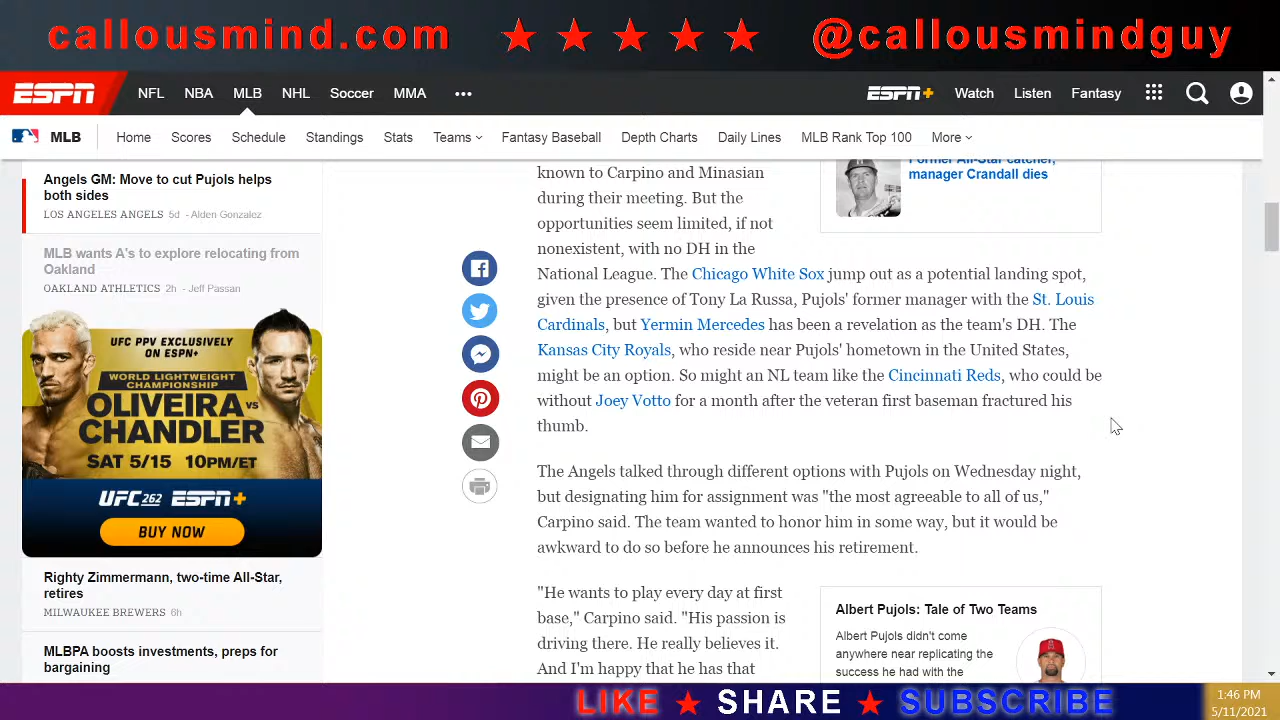 callousmind.com ★ ★ ★ ★ ★ @callousmindguy
ESPN NFL NBA MLB NHL Soccer MMA ••• ESPN+ Watch Listen Fantasy
MLB Home Scores Schedule Standings Stats Teams Fantasy Baseball Depth Charts Daily Lines MLB Rank Top 100 More
Angels GM: Move to cut Pujols helps
both sides
LOS ANGELES ANGELS 5d - Alden Gonzalez
MLB wants A's to explore relocating from
Oakland
OAKLAND ATHLETICS 2h - Jeff Passan
UFC PPV EXCLUSIVELY
ON ESPN+
WORLD LIGHTWEIGHT
CHAMPIONSHIP
OLIVEIRA VS
CHANDLER
SAT 5/15 10PM/ET
UFC 262 ESPN+
BUY NOW
Righty Zimmermann, two-time All-Star,
retires
MILWAUKEE BREWERS 6h
MLBPA boosts investments, preps for
bargaining
known to Carpino and Minasian
during their meeting. But the
opportunities seem limited, if not
nonexistent, with no DH in the
National League. The Chicago White Sox jump out as a potential landing spot,
given the presence of Tony La Russa, Pujols' former manager with the St. Louis
Cardinals, but Yermin Mercedes has been a revelation as the team's DH. The
Kansas City Royals, who reside near Pujols' hometown in the United States,
might be an option. So might an NL team like the Cincinnati Reds, who could be
without Joey Votto for a month after the veteran first baseman fractured his
thumb.
The Angels talked through different options with Pujols on Wednesday night,
but designating him for assignment was "the most agreeable to all of us,"
Carpino said. The team wanted to honor him in some way, but it would be
awkward to do so before he announces his retirement.
"He wants to play every day at first
base," Carpino said. "His passion is
driving there. He really believes it.
And I'm happy that he has that
Former All-Star catcher,
manager Crandall dies
Albert Pujols: Tale of Two Teams
Albert Pujols didn't come
anywhere near replicating the
success he had with the
LIKE ★ SHARE ★ SUBSCRIBE
1:46 PM
5/11/2021